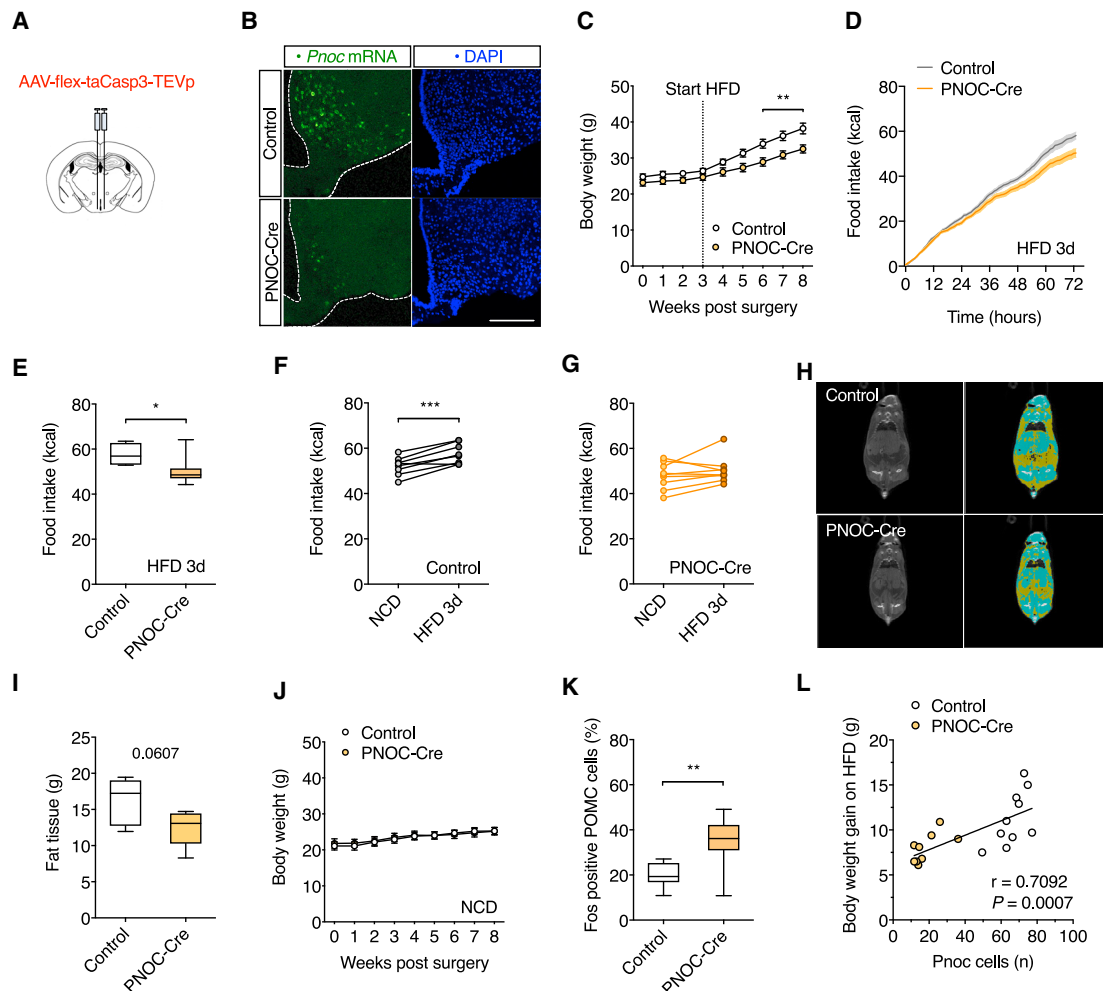 A
AAV-flex-taCasp3-TEVp
B
• Pnoc mRNA
• DAPI
Control
PNOC-Cre
C
Start HFD
**
Body weight (g)
50
40
30
20
10
0
Control
PNOC-Cre
0 1 2 3 4 5 6 7 8
Weeks post surgery
D
Control
PNOC-Cre
Food intake (kcal)
80
60
40
20
0
HFD 3d
0 12 24 36 48 60 72
Time (hours)
E
*
Food intake (kcal)
80
60
40
20
0
HFD 3d
Control
PNOC-Cre
F
***
Food intake (kcal)
80
60
40
20
0
Control
NCD
HFD 3d
G
Food intake (kcal)
80
60
40
20
0
PNOC-Cre
NCD
HFD 3d
H
Control
PNOC-Cre
I
0.0607
Fat tissue (g)
25
20
15
10
5
0
Control
PNOC-Cre
J
Control
PNOC-Cre
Body weight (g)
50
40
30
20
10
0
NCD
0 1 2 3 4 5 6 7 8
Weeks post surgery
K
**
Fos positive POMC cells (%)
80
60
40
20
0
Control
PNOC-Cre
L
Control
PNOC-Cre
Body weight gain on HFD (g)
20
15
10
5
0
r = 0.7092
P = 0.0007
0 20 40 60 80 100
Pnoc cells (n)